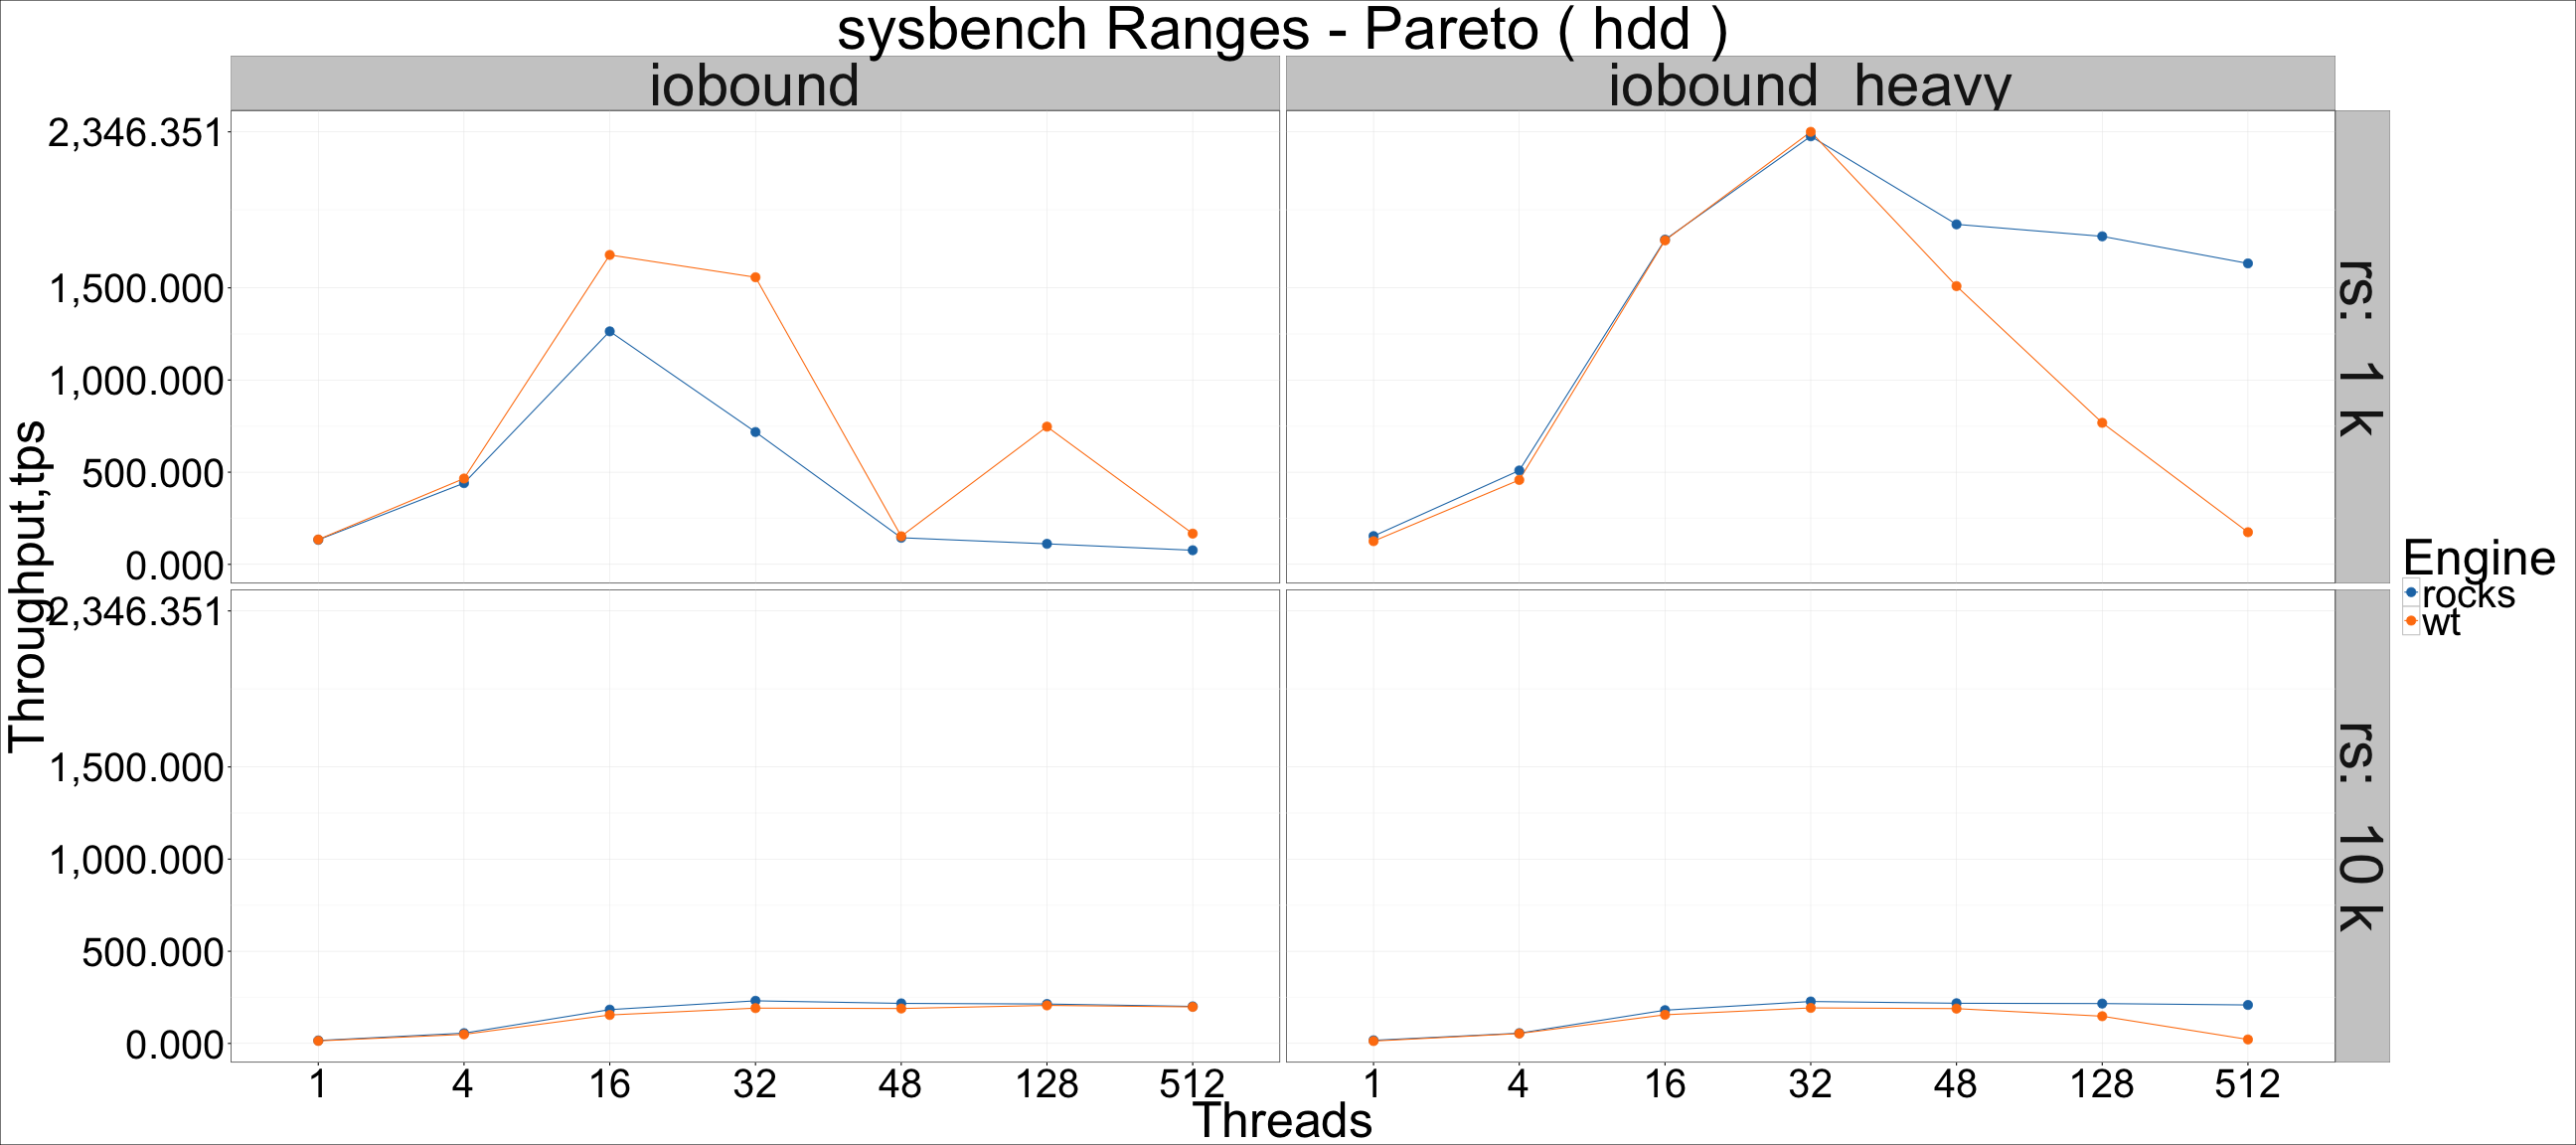 sysbench Ranges - Pareto ( hdd )
iobound
iobound heavy
2,346.351
1,500.000
1,000.000
500.000
0.000
rs: 1 k
2,346.351
1,500.000
1,000.000
500.000
0.000
rs: 10 k
Throughput,tps
1 4 16 32 48 128 512
1 4 16 32 48 128 512
Threads
Engine
rocks
wt